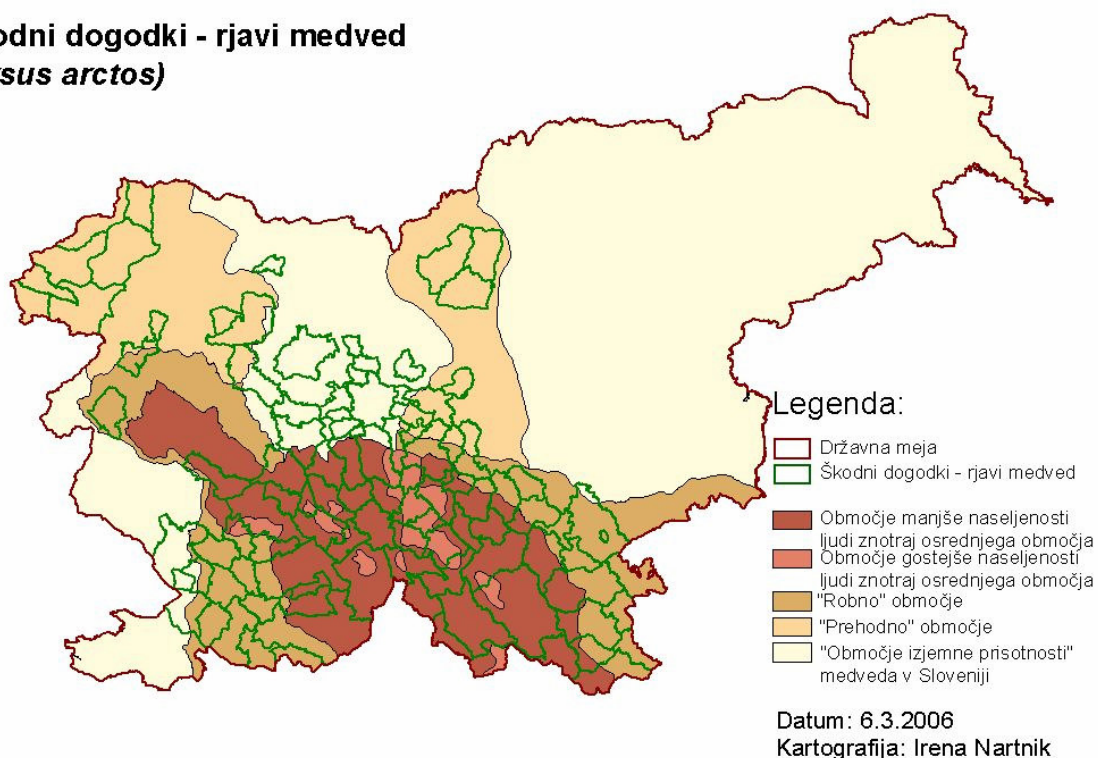 odni dogodki - rjavi medved
sus arctos)
Legenda:
Državna meja
Škodni dogodki - rjavi medved
Območje manjše naseljenosti
ljudi znotraj osrednjega območja
Območje gostejše naseljenosti
ljudi znotraj osrednjega območja
"Robno" območje
"Prehodno" območje
"Območje izjemne prisotnosti"
medveda v Sloveniji
Datum: 6.3.2006
Kartografija: Irena Nartnik